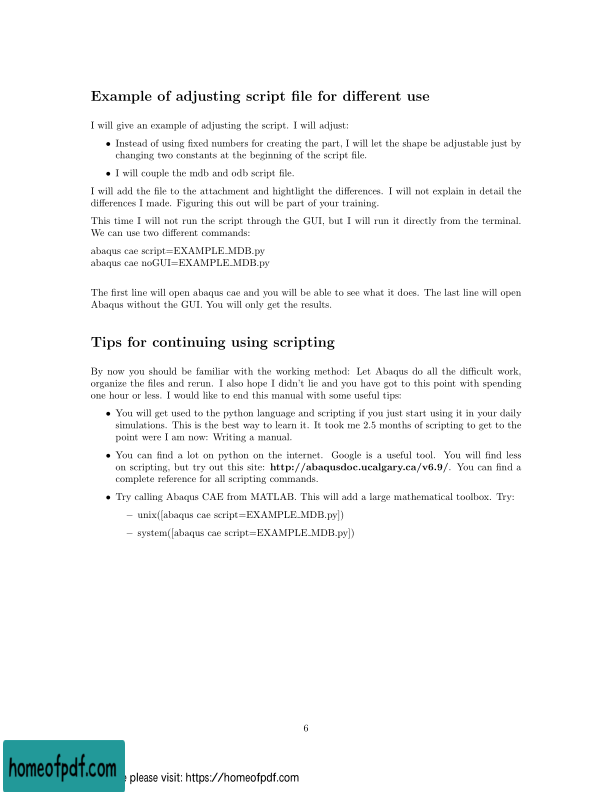 Example of adjusting script file for different use
I will give an example of adjusting the script. I will adjust:
• Instead of using fixed numbers for creating the part, I will let the shape be adjustable just by
changing two constants at the beginning of the script file.
• I will couple the mdb and odb script file.
I will add the file to the attachment and hightlight the differences. I will not explain in detail the
differences I made. Figuring this out will be part of your training.
This time I will not run the script through the GUI, but I will run it directly from the terminal.
We can use two different commands:
abaqus cae script=EXAMPLE_MDB.py
abaqus cae noGUI=EXAMPLE_MDB.py
The first line will open abaqus cae and you will be able to see what it does. The last line will open
Abaqus without the GUI. You will only get the results.
Tips for continuing using scripting
By now you should be familiar with the working method: Let Abaqus do all the difficult work,
organize the files and rerun. I also hope I didn't lie and you have got to this point with spending
one hour or less. I would like to end this manual with some useful tips:
• You will get used to the python language and scripting if you just start using it in your daily
simulations. This is the best way to learn it. It took me 2.5 months of scripting to get to the
point were I am now: Writing a manual.
• You can find a lot on python on the internet. Google is a useful tool. You will find less
on scripting, but try out this site: http://abaqusdoc.ucalgary.ca/v6.9/. You can find a
complete reference for all scripting commands.
• Try calling Abaqus CAE from MATLAB. This will add a large mathematical toolbox. Try:
– unix([abaqus cae script=EXAMPLE_MDB.py])
– system([abaqus cae script=EXAMPLE_MDB.py])
6
homeofpdf.com
please visit: https://homeofpdf.com